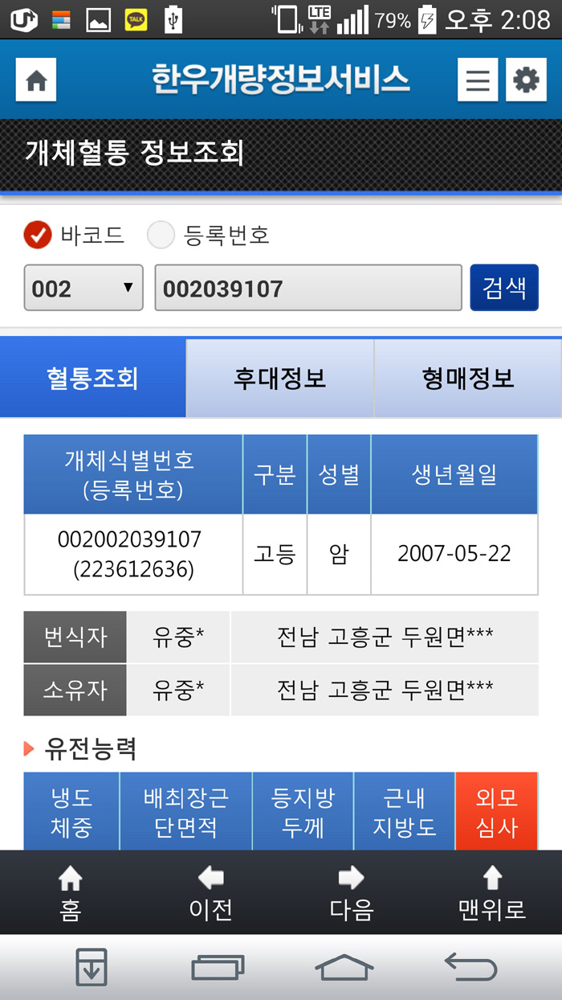 U+ TALK LTE 79% 오후 2:08
한우개량정보서비스
개체혈통 정보조회
바코드 등록번호
002 ▼ 002039107 검색
혈통조회 후대정보 형매정보
개체식별번호 (등록번호) 구분 성별 생년월일
002002039107 (223612636) 고등 암 2007-05-22
번식자 유중* 전남 고흥군 두원면***
소유자 유중* 전남 고흥군 두원면***
유전능력
냉도체중 배최장근단면적 등지방두께 근내지방도 외모심사
홈 이전 다음 맨위로